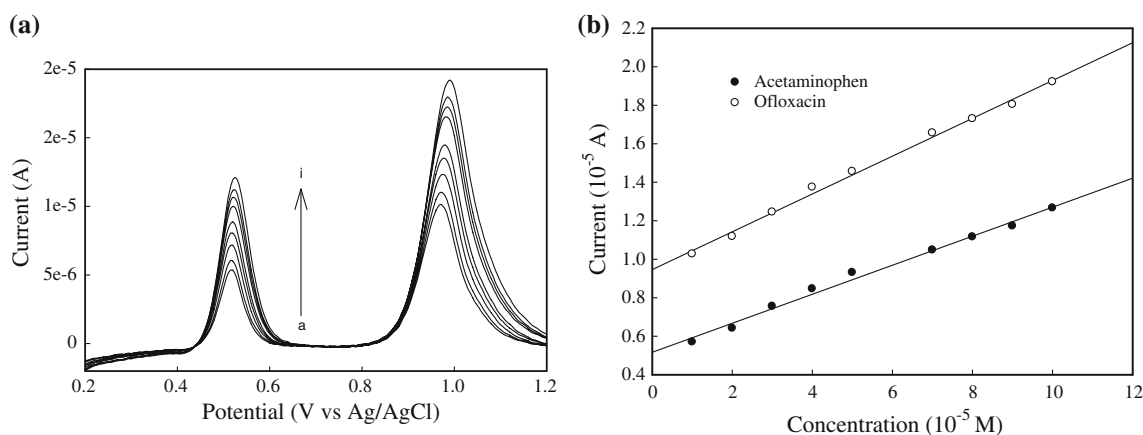 (a)
2e-5
2e-5
1e-5
5e-6
0
Current (A)
i
a
0.2 0.4 0.6 0.8 1.0 1.2
Potential (V vs Ag/AgCl)
(b)
2.2
2.0
1.8
1.6
1.4
1.2
1.0
0.8
0.6
0.4
Current (10⁻⁵ A)
Acetaminophen
Ofloxacin
0 2 4 6 8 10 12
Concentration (10⁻⁵ M)